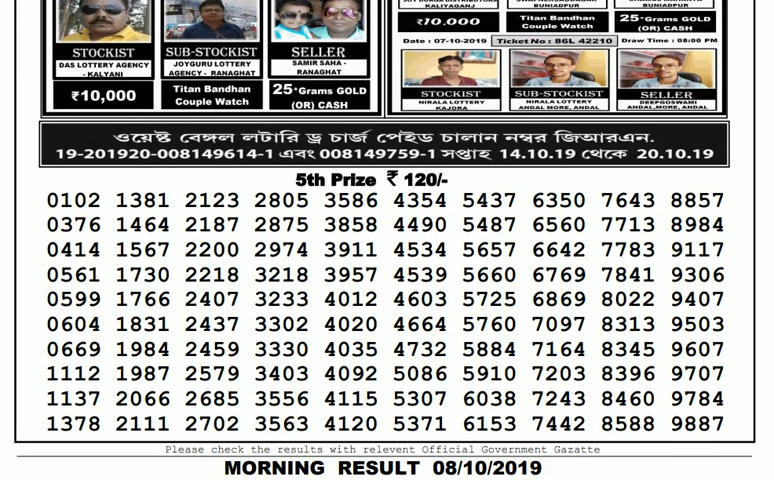 JOYGURU DISTRIBUTORS
KALIYAGANJ
BUNIADPUR
BUNIADPUR
₹10,000
Titan Bandhan
Couple Watch
25*Grams GOLD
(OR) CASH
STOCKIST
SUB-STOCKIST
SELLER
DAS LOTTERY AGENCY
- KALYANI
JOYGURU LOTTERY
AGENCY - RANAGHAT
SAMIR SAHA -
RANAGHAT
₹10,000
Titan Bandhan
Couple Watch
25*Grams GOLD
(OR) CASH
Date : 07-10-2019 Ticket No : 86L 42210 Draw Time : 08:00 PM
STOCKIST
SUB-STOCKIST
SELLER
NIRALA LOTTERY
KAJORA
NIRALA LOTTERY
ANDAL MORE, ANDAL
DEEPGOSWAMI
ANDAL,MORE, ANDAL
ওয়েষ্ট বেঙ্গল লটারি ড্র চার্জ পেইড চালান নম্বর জিআরএন.
19-201920-008149614-1 এবং 008149759-1 সপ্তাহ 14.10.19 থেকে 20.10.19
5th Prize ₹ 120/-
0102 1381 2123 2805 3586 4354 5437 6350 7643 8857
0376 1464 2187 2875 3858 4490 5487 6560 7713 8984
0414 1567 2200 2974 3911 4534 5657 6642 7783 9117
0561 1730 2218 3218 3957 4539 5660 6769 7841 9306
0599 1766 2407 3233 4012 4603 5725 6869 8022 9407
0604 1831 2437 3302 4020 4664 5760 7097 8313 9503
0669 1984 2459 3330 4035 4732 5884 7164 8345 9607
1112 1987 2579 3403 4092 5086 5910 7203 8396 9707
1137 2066 2685 3556 4115 5307 6038 7243 8460 9784
1378 2111 2702 3563 4120 5371 6153 7442 8588 9887
Please check the results with relevent Official Government Gazatte
MORNING RESULT 08/10/2019